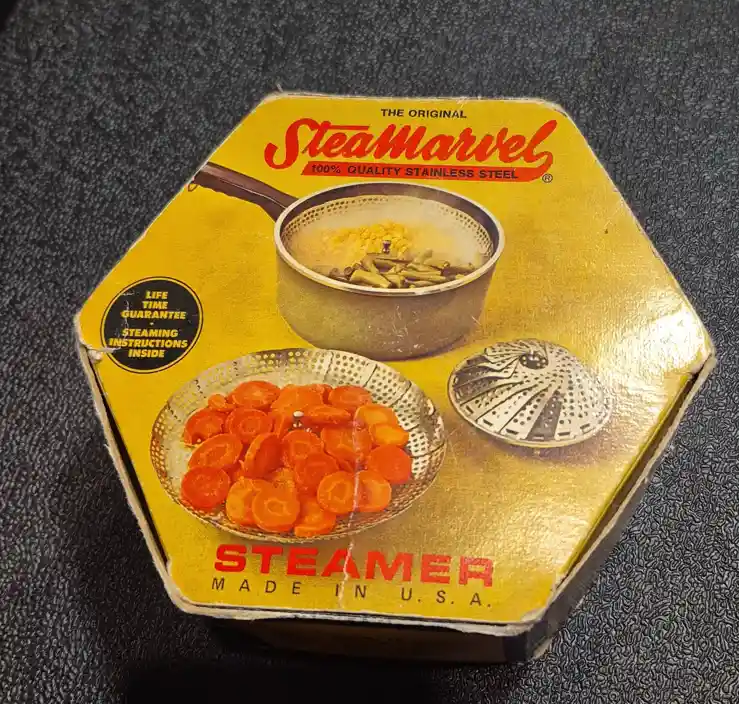 THE ORIGINAL
SteaMarvel
100% QUALITY STAINLESS STEEL ®
LIFE
TIME
GUARANTEE
•
STEAMING
INSTRUCTIONS
INSIDE
STEAMER
MADE IN U.S.A.